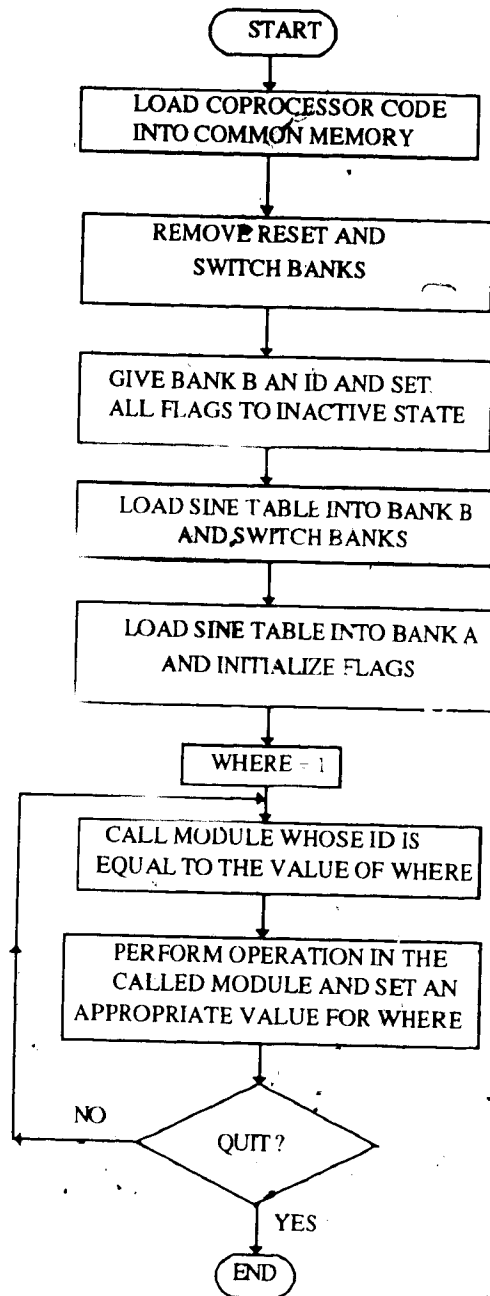 START
LOAD COPROCESSOR CODE
INTO COMMON MEMORY
REMOVE RESET AND
SWITCH BANKS
GIVE BANK B AN ID AND SET
ALL FLAGS TO INACTIVE STATE
LOAD SINE TABLE INTO BANK B
AND SWITCH BANKS
LOAD SINE TABLE INTO BANK A
AND INITIALIZE FLAGS
WHERE = 1
CALL MODULE WHOSE ID IS
EQUAL TO THE VALUE OF WHERE
PERFORM OPERATION IN THE
CALLED MODULE AND SET AN
APPROPRIATE VALUE FOR WHERE
NO
QUIT ?
YES
END